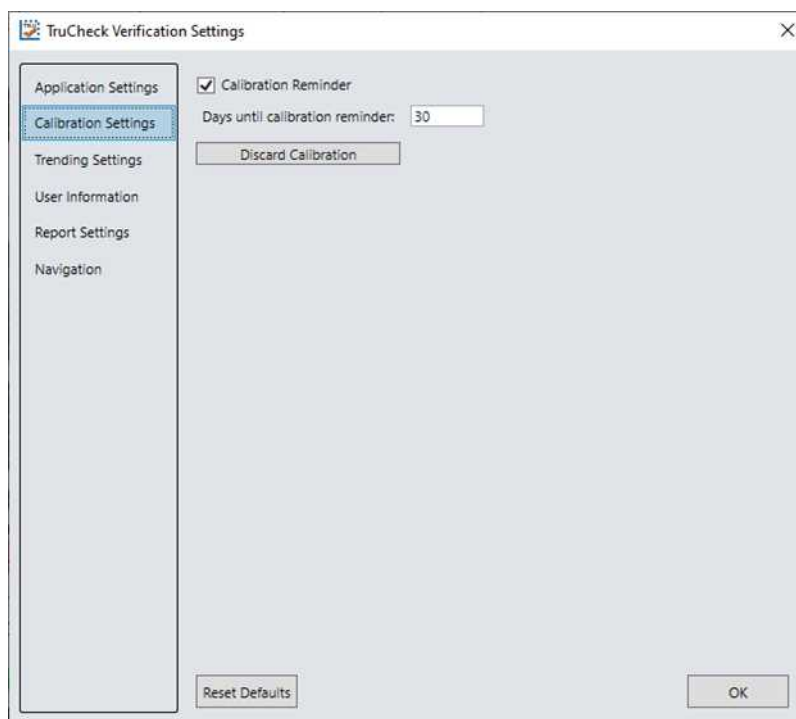 TruCheck Verification Settings
Application Settings
Calibration Settings
Trending Settings
User Information
Report Settings
Navigation
Calibration Reminder
Days until calibration reminder: 30
Discard Calibration
Reset Defaults
OK